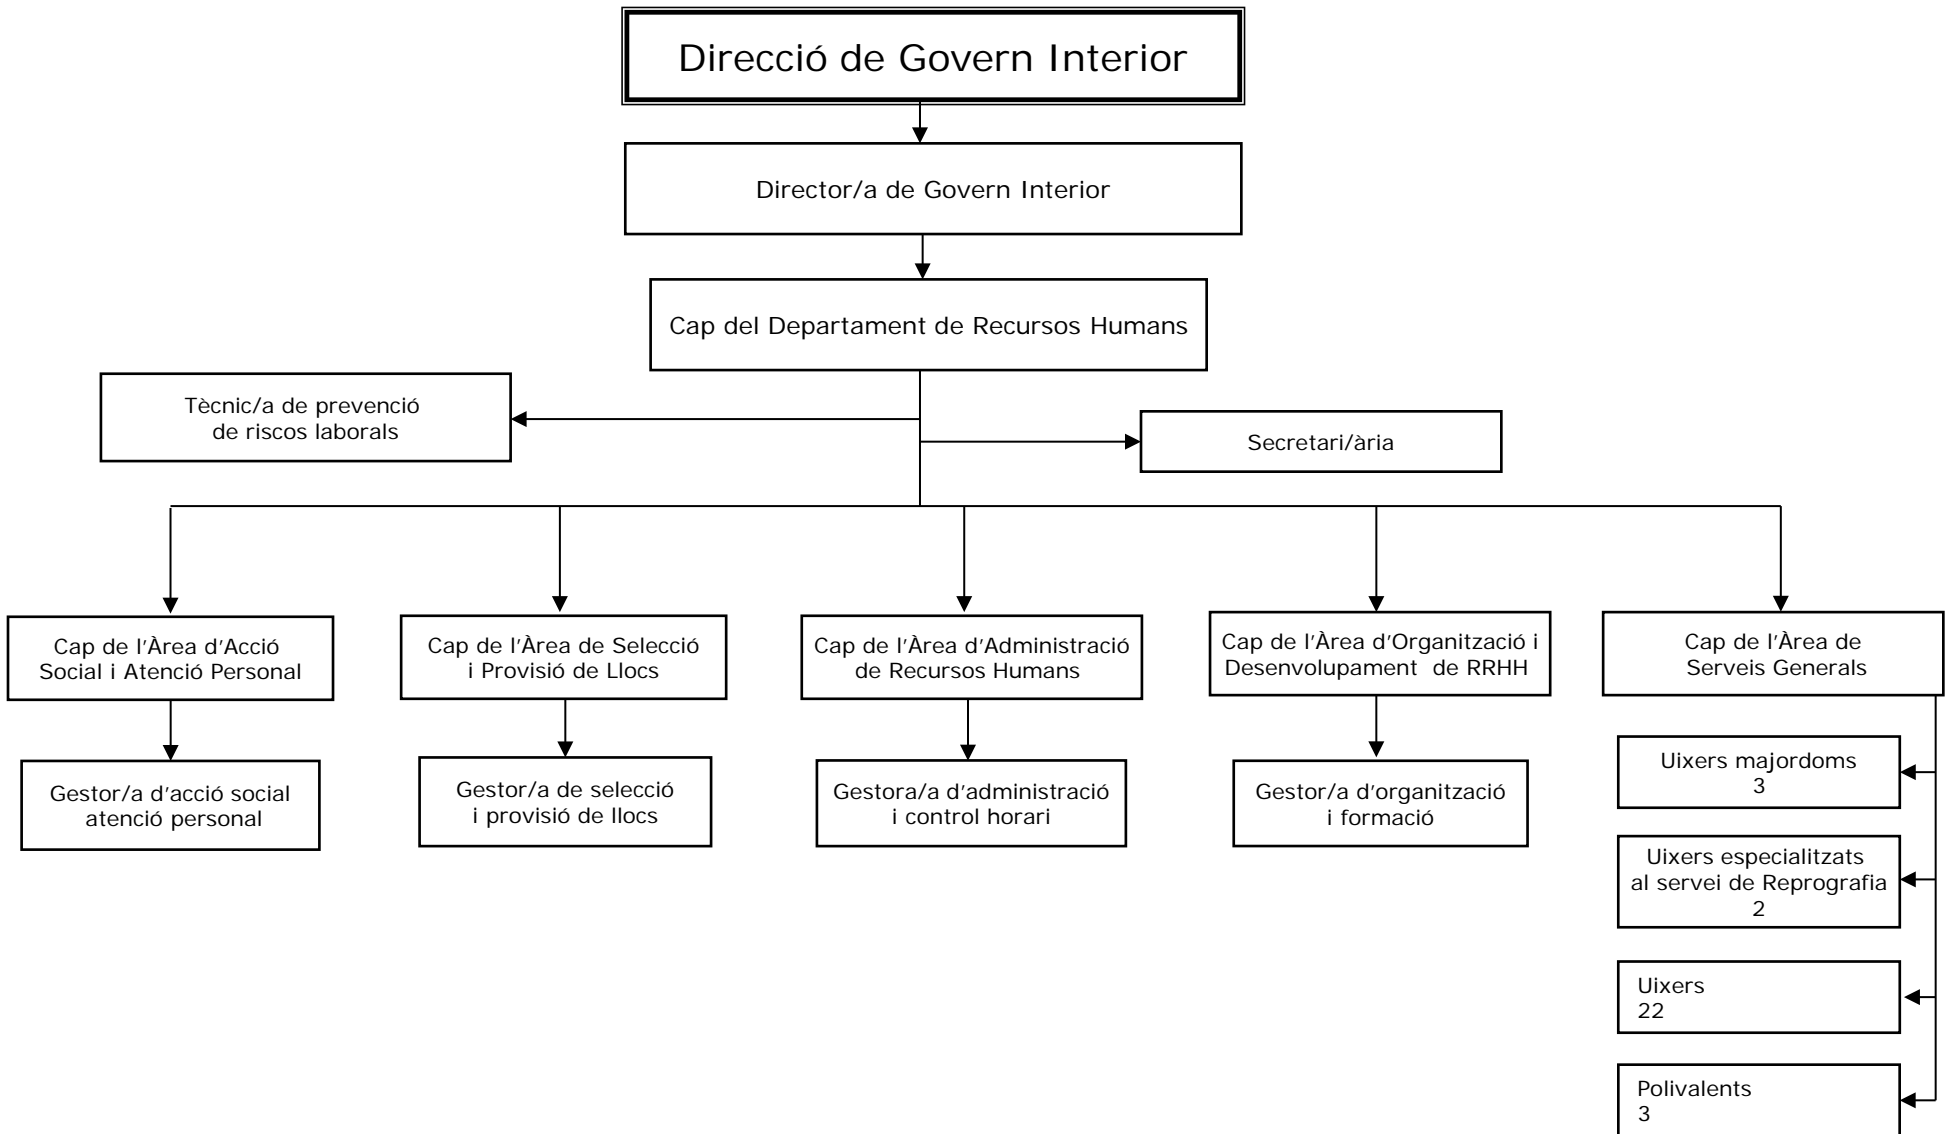 Direcció de Govern Interior
Director/a de Govern Interior
Cap del Departament de Recursos Humans
Tècnic/a de prevenció
de riscos laborals
Secretari/ària
Cap de l'Àrea d'Acció
Social i Atenció Personal
Cap de l'Àrea de Selecció
i Provisió de Llocs
Cap de l'Àrea d'Administració
de Recursos Humans
Cap de l'Àrea d'Organització i
Desenvolupament de RRHH
Cap de l'Àrea de
Serveis Generals
Gestor/a d'acció social
atenció personal
Gestor/a de selecció
i provisió de llocs
Gestora/a d'administració
i control horari
Gestor/a d'organització
i formació
Uixers majordoms
3
Uixers especialitzats
al servei de Reprografia
2
Uixers
22
Polivalents
3